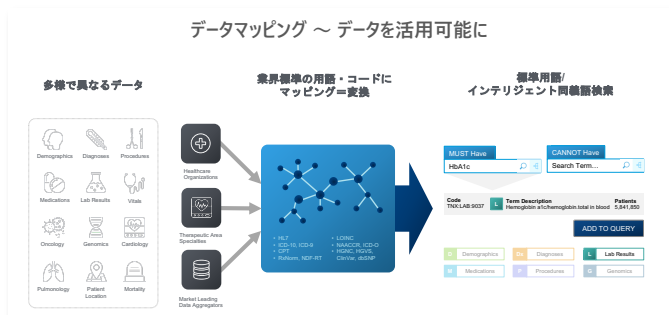 データマッピング ～ データを活用可能に
多様で異なるデータ
Demographics
Diagnoses
Procedures
Medications
Lab Results
Vitals
Oncology
Genomics
Cardiology
Pulmonology
Patient
Location
Mortality
業界標準の用語・コードに
マッピング＝変換
Healthcare
Organizations
Therapeutic Area
Specialties
Market Leading
Data Aggregators
• HL7
• ICD-10, ICD-9
• CPT
• RxNorm, NDF-RT
• LOINC
• NAACCR, ICD-O
• HGNC, HGVS,
ClinVar, dbSNP
標準用語/
インテリジェント同義語検索
MUST Have
HbA1c
CANNOT Have
Search Term...
Code
TNX:LAB:9037
L
Term Description
Hemoglobin a1c/hemoglobin.total in blood
Patients
5,841,850
ADD TO QUERY
D Demographics
Dx Diagnoses
L Lab Results
M Medications
P Procedures
G Genomics